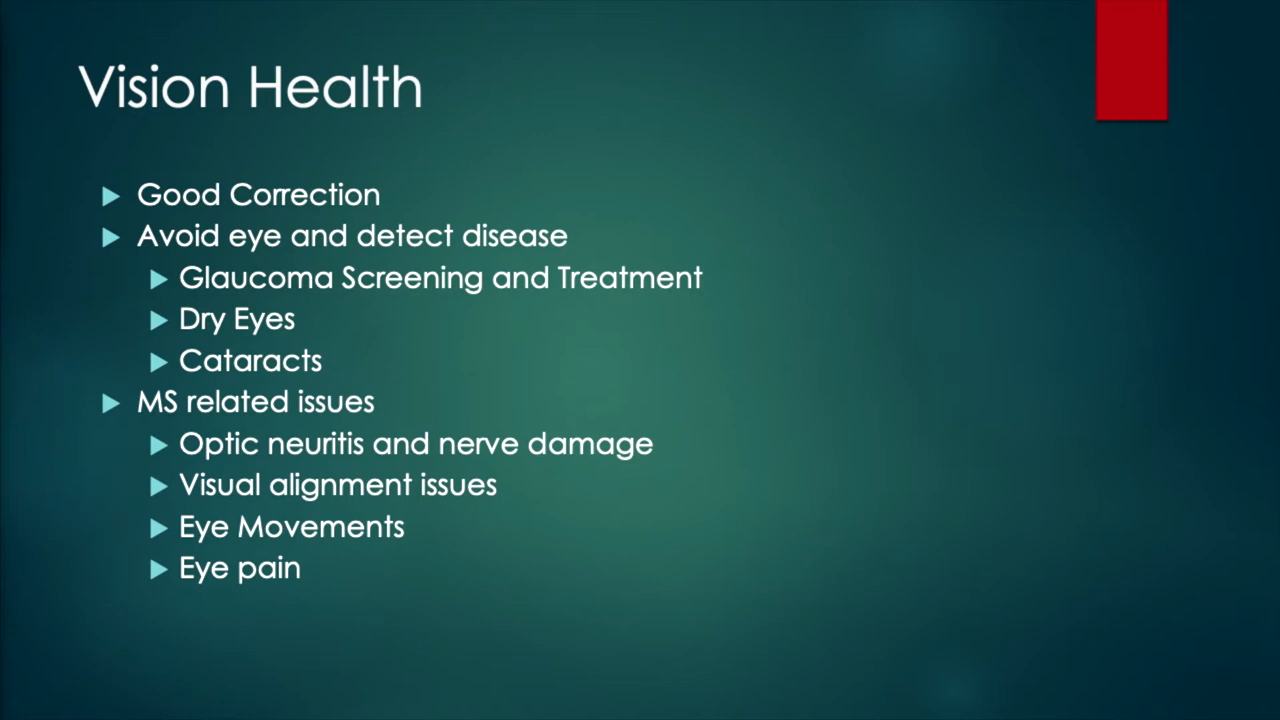 Vision Health
Good Correction
Avoid eye and detect disease
Glaucoma Screening and Treatment
Dry Eyes
Cataracts
MS related issues
Optic neuritis and nerve damage
Visual alignment issues
Eye Movements
Eye pain